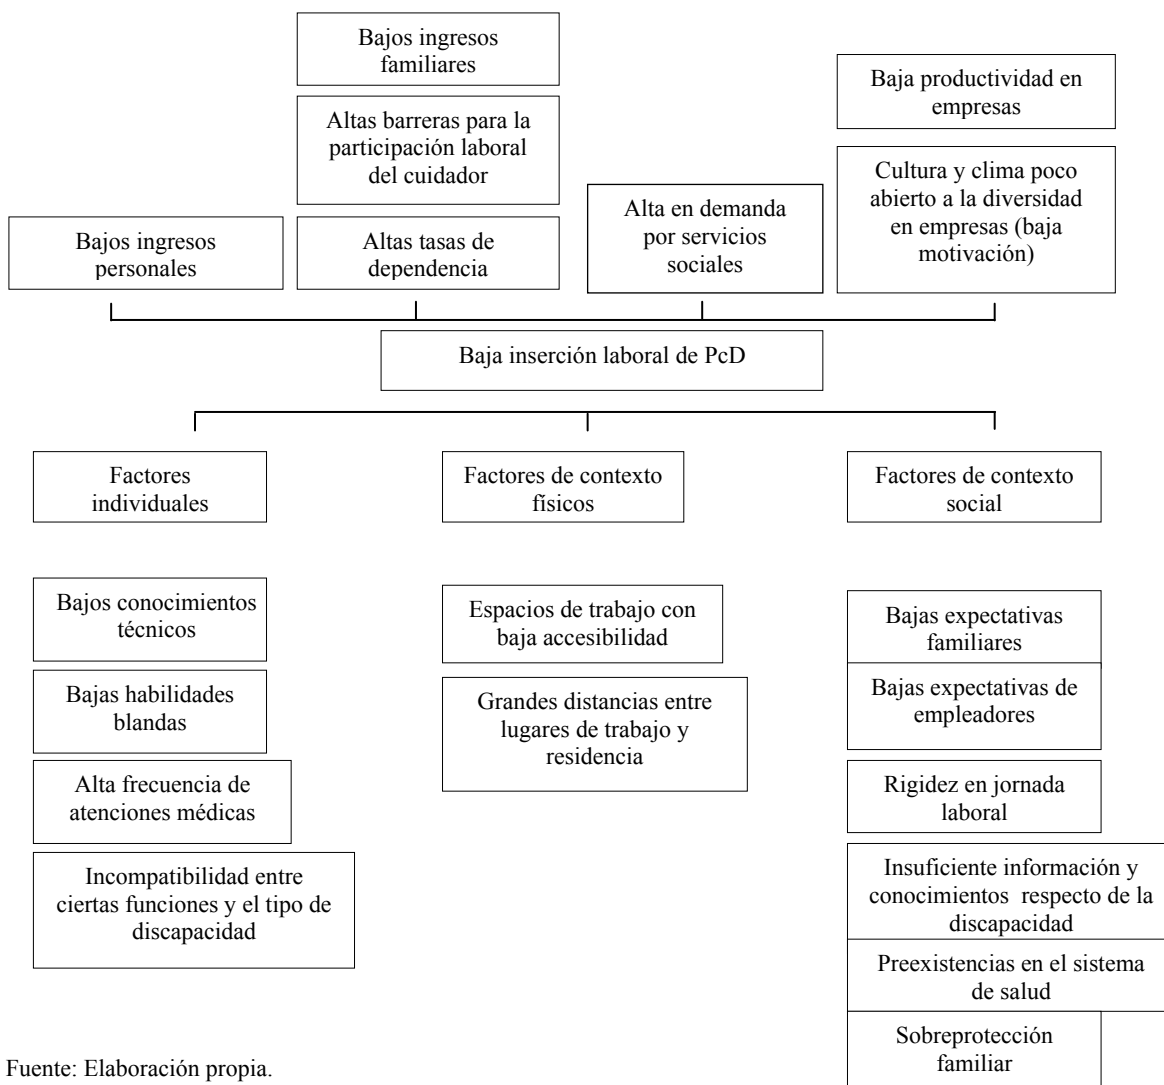 Bajos ingresos
familiares
Baja productividad en
empresas
Altas barreras para la
participación laboral
del cuidador
Cultura y clima poco
abierto a la diversidad
en empresas (baja
motivación)
Alta en demanda
por servicios
sociales
Bajos ingresos
personales
Altas tasas de
dependencia
Baja inserción laboral de PcD
Factores
individuales
Factores de contexto
físicos
Factores de contexto
social
Bajos conocimientos
técnicos
Bajas habilidades
blandas
Alta frecuencia de
atenciones médicas
Incompatibilidad entre
ciertas funciones y el tipo de
discapacidad
Espacios de trabajo con
baja accesibilidad
Grandes distancias entre
lugares de trabajo y
residencia
Bajas expectativas
familiares
Bajas expectativas de
empleadores
Rigidez en jornada
laboral
Insuficiente información y
conocimientos respecto de la
discapacidad
Preexistencias en el sistema
de salud
Sobreprotección
familiar
Fuente: Elaboración propia.